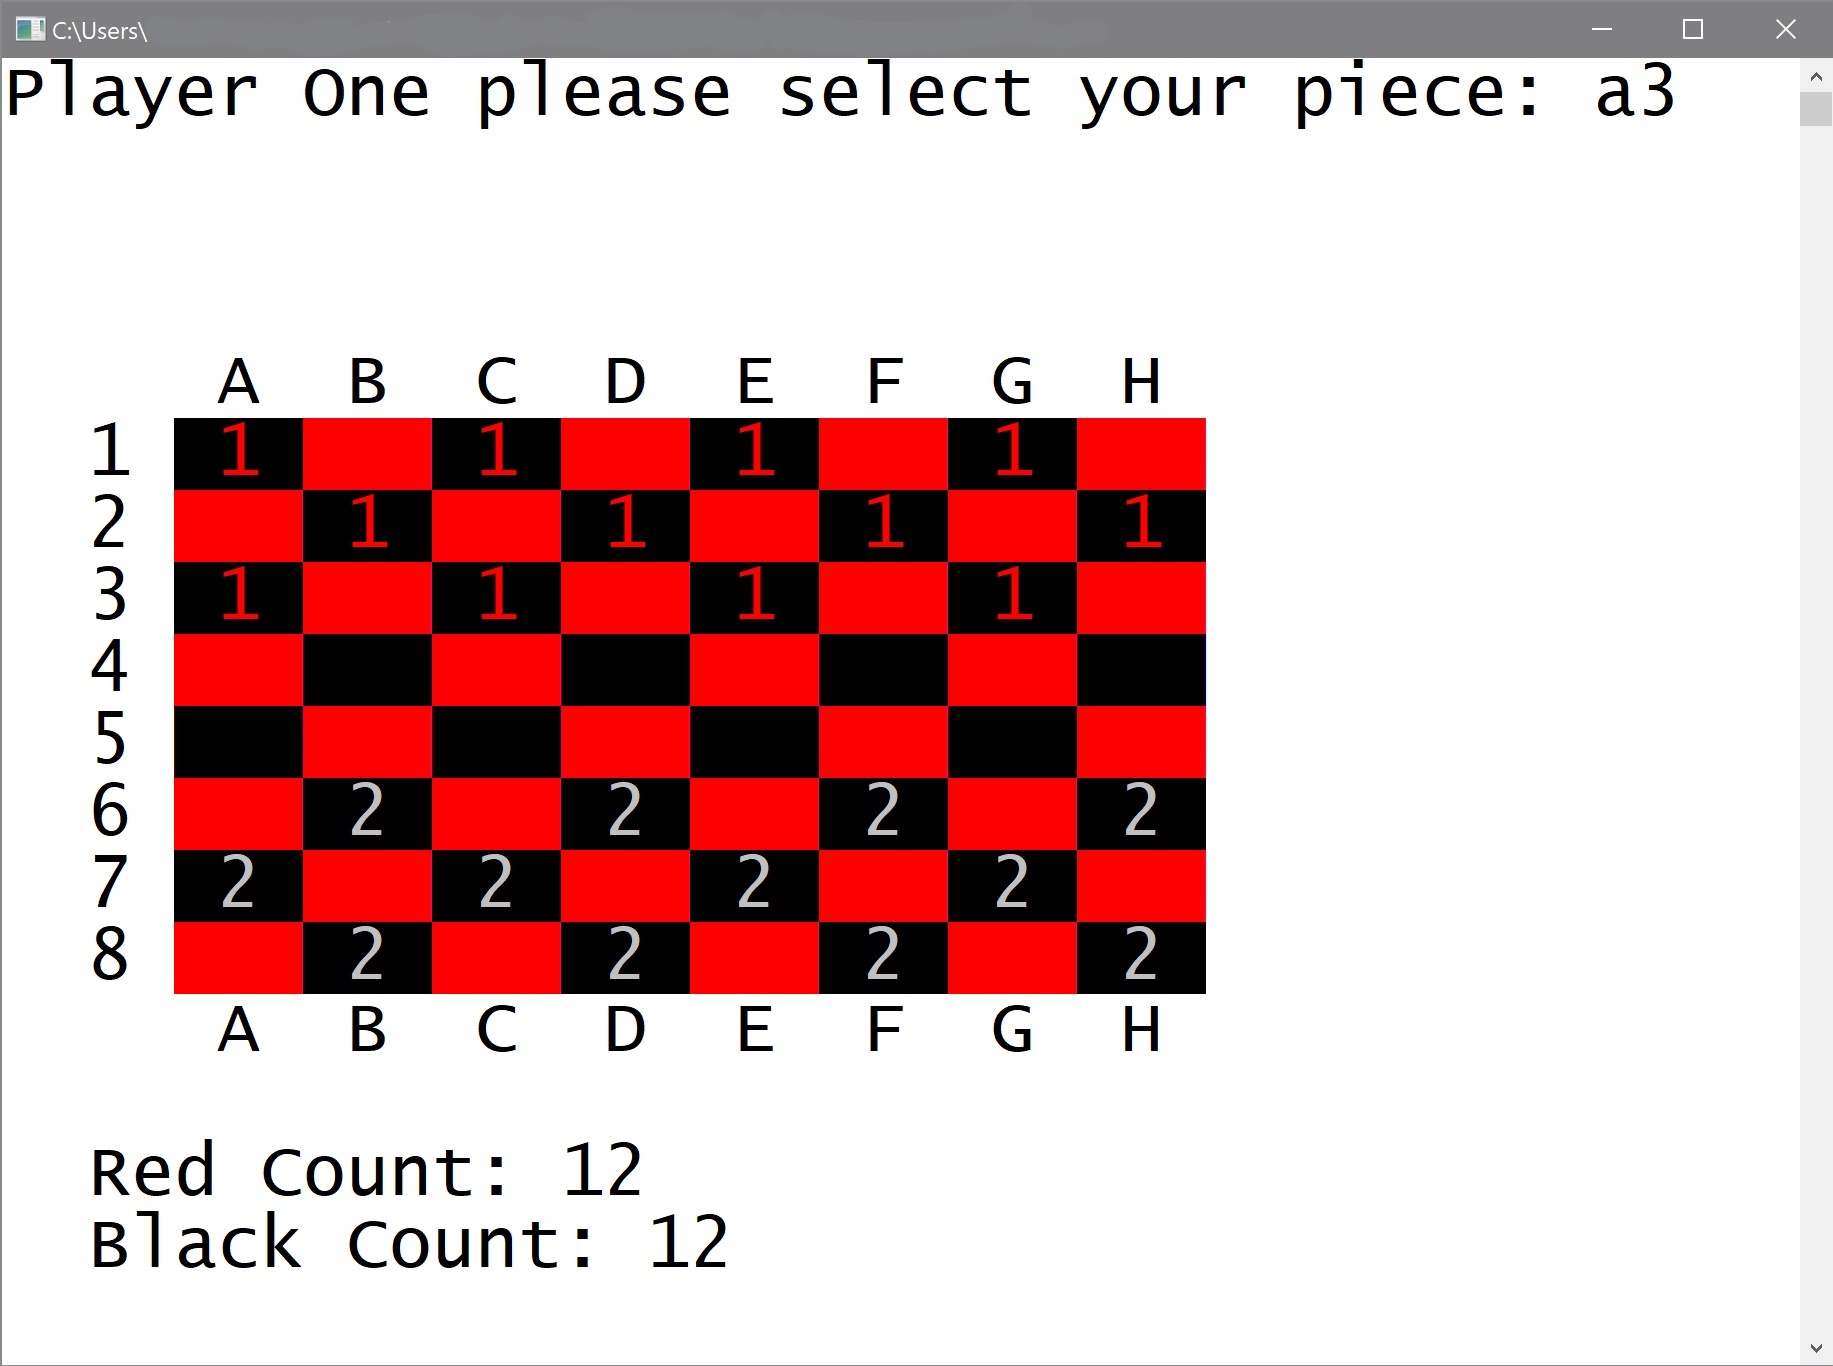 C:\Users\
Player One please select your piece: a3
A B C D E F G H
1 1 1 1 1
2 1 1 1 1
3 1 1 1 1
4
5
6 2 2 2 2
7 2 2 2 2
8 2 2 2 2
A B C D E F G H
Red Count: 12
Black Count: 12